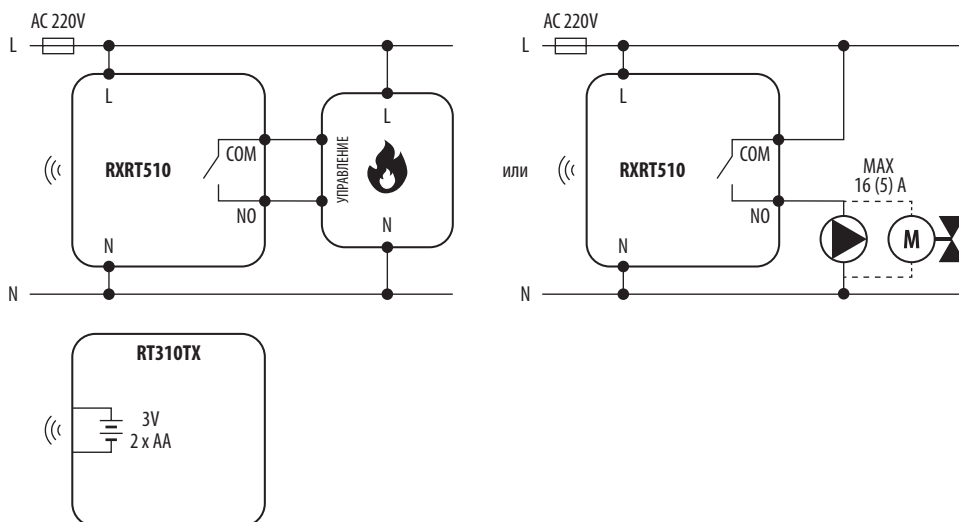 AC 220V
L
L
RXRT510
COM
NO
N
N
L
УПРАВЛЕНИЕ
N
или
AC 220V
L
L
RXRT510
COM
NO
N
N
MAX
16 (5) A
M
RT310TX
3V
2 x AA